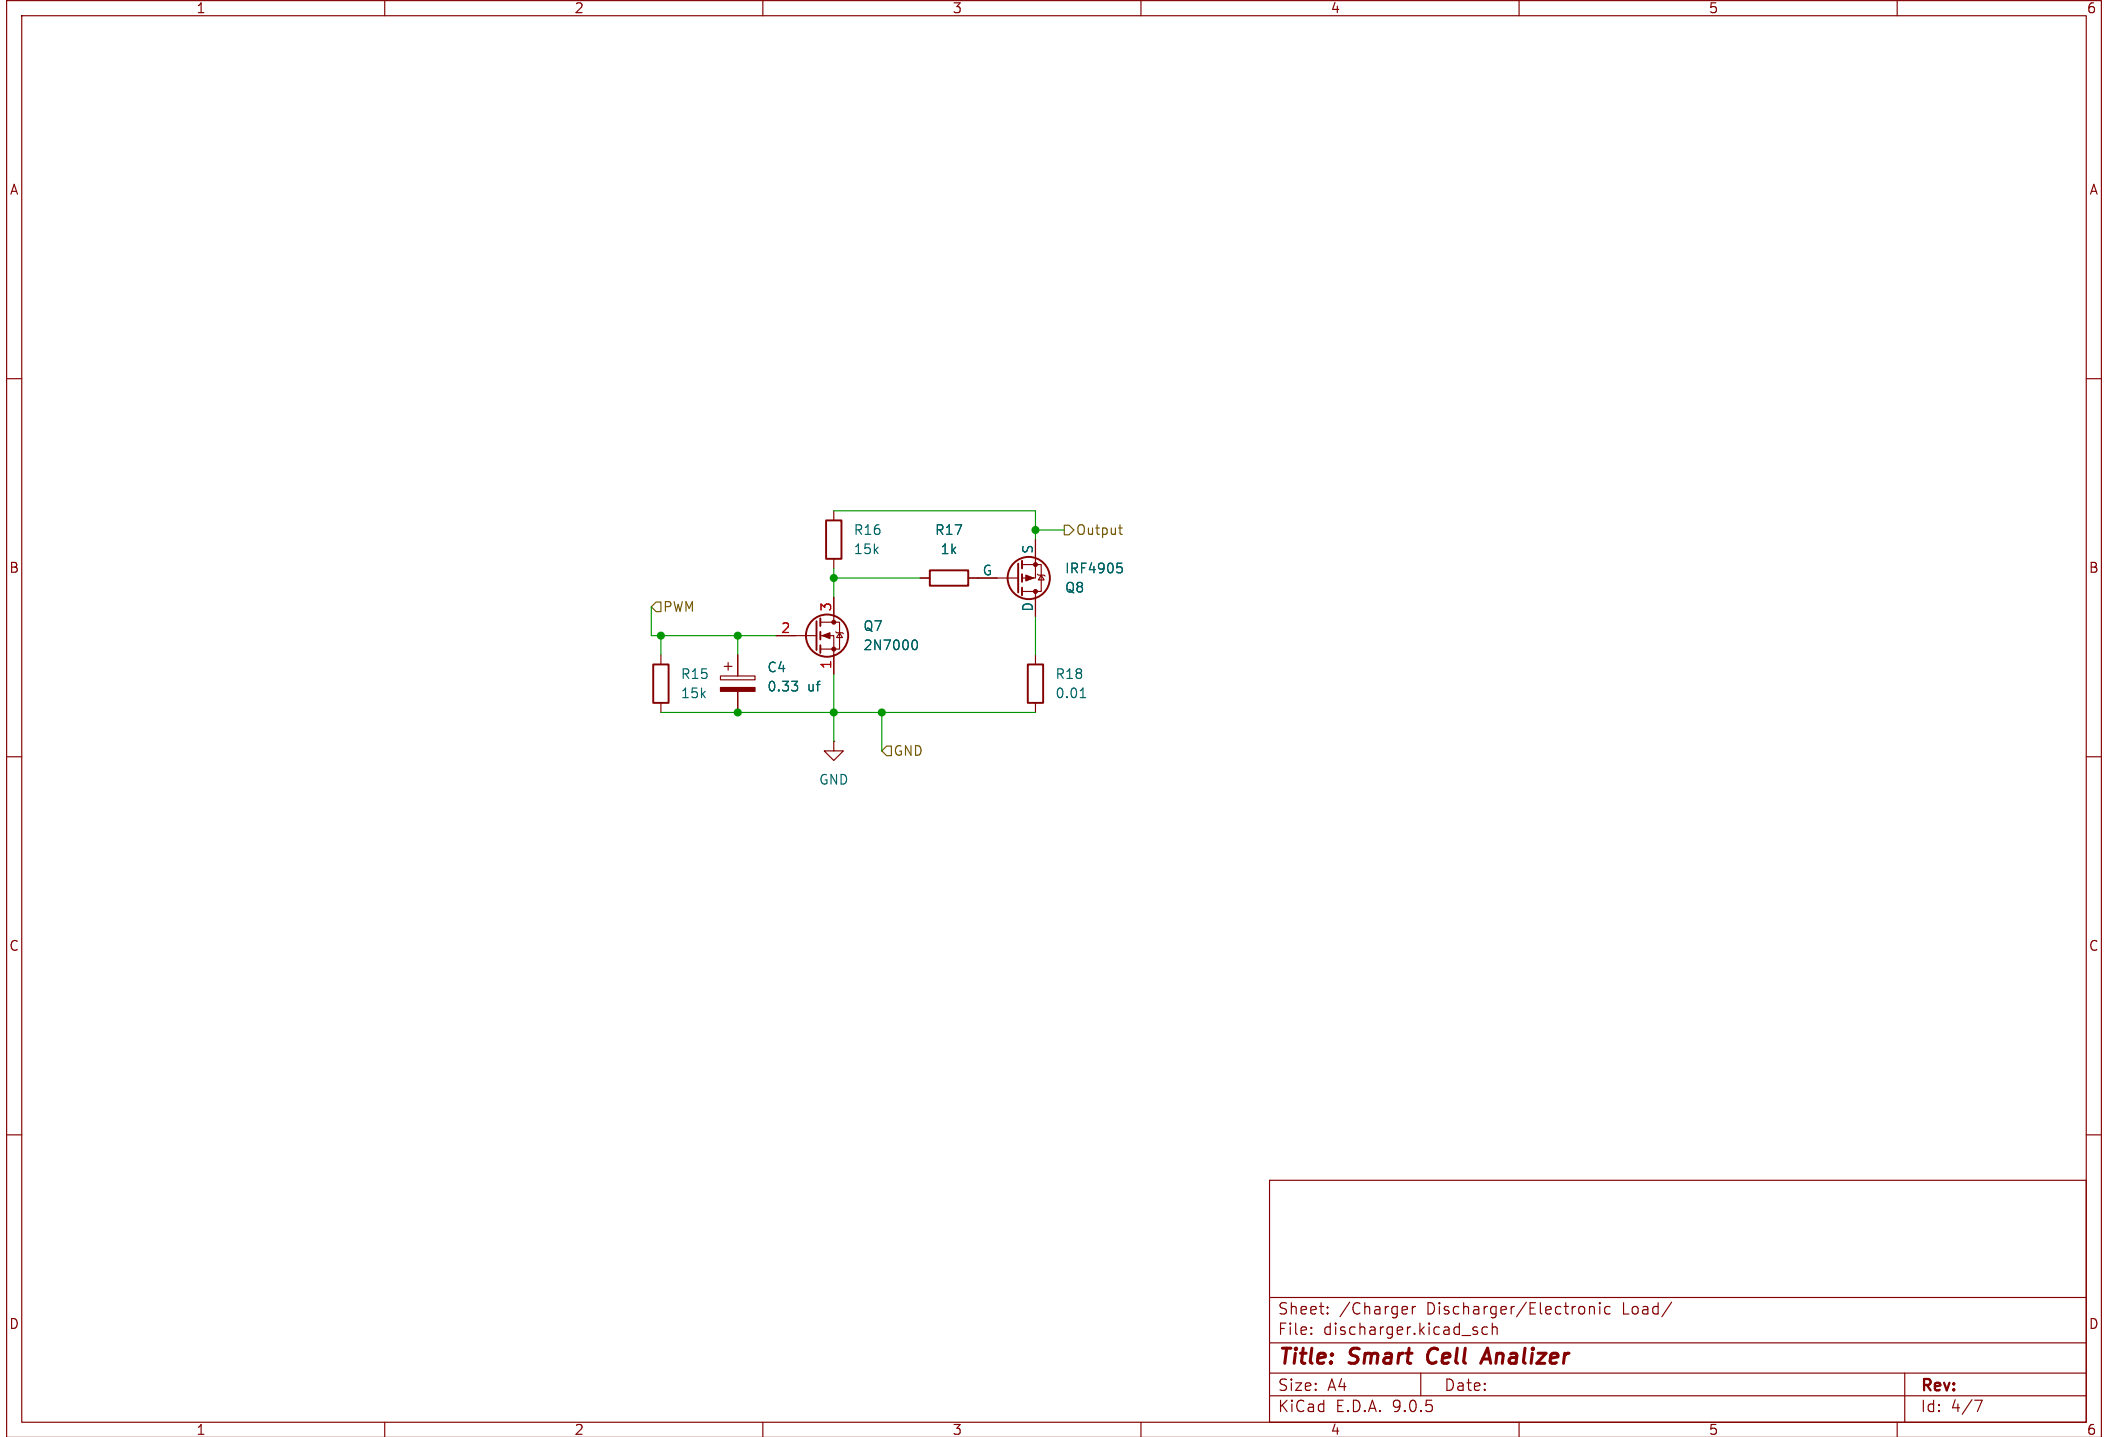 1 2 3 4 5 6
A A
R16
15k
R17
1k
Output
S
G
IRF4905
Q8
B B
D
PWM
3
2
Q7
2N7000
1
R15
15k
+
C4
0.33 uf
R18
0.01
GND
GND
C C
Sheet: /Charger Discharger/Electronic Load/
File: discharger.kicad_sch
D D
Title: Smart Cell Analizer
Size: A4 Date: Rev:
KiCad E.D.A. 9.0.5 Id: 4/7
1 2 3 4 5 6